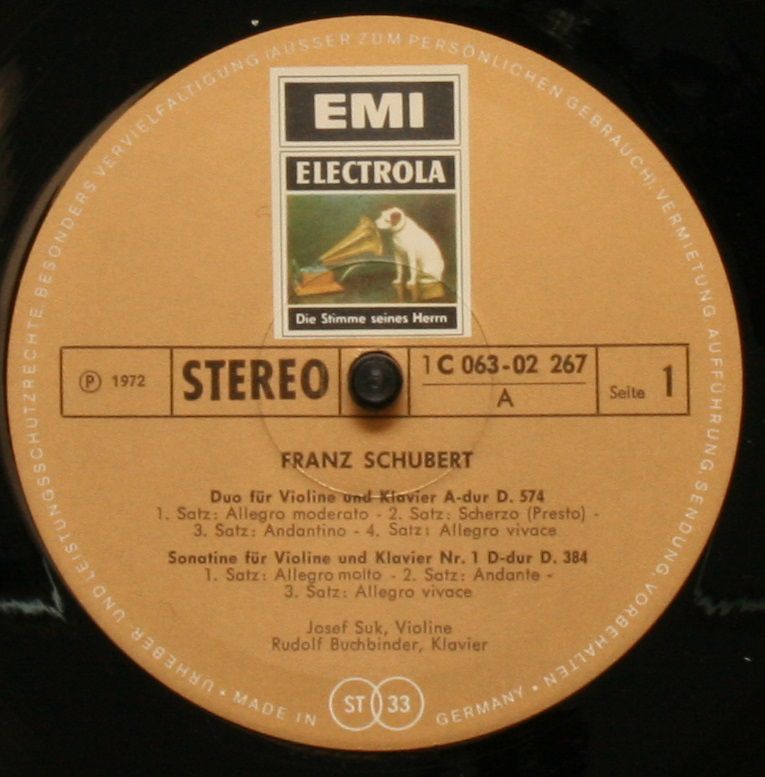 URHEBER- UND LEISTUNGSSCHUTZRECHTE, BESONDERS VERVIELFÄLTIGUNG (AUSSER ZUM PERSÖNLICHEN GEBRAUCH), VERMIETUNG, AUFFÜHRUNG, SENDUNG, VORBEHALTEN •
EMI
ELECTROLA
Die Stimme seines Herrn
Ⓟ 1972
STEREO
1 C 063-02 267
A
Seite 1
FRANZ SCHUBERT
Duo für Violine und Klavier A-dur D. 574
1. Satz: Allegro moderato - 2. Satz: Scherzo (Presto) -
3. Satz: Andantino - 4. Satz: Allegro vivace
Sonatine für Violine und Klavier Nr. 1 D-dur D. 384
1. Satz: Allegro molto - 2. Satz: Andante -
3. Satz: Allegro vivace
Josef Suk, Violine
Rudolf Buchbinder, Klavier
• MADE IN GERMANY
ST 33